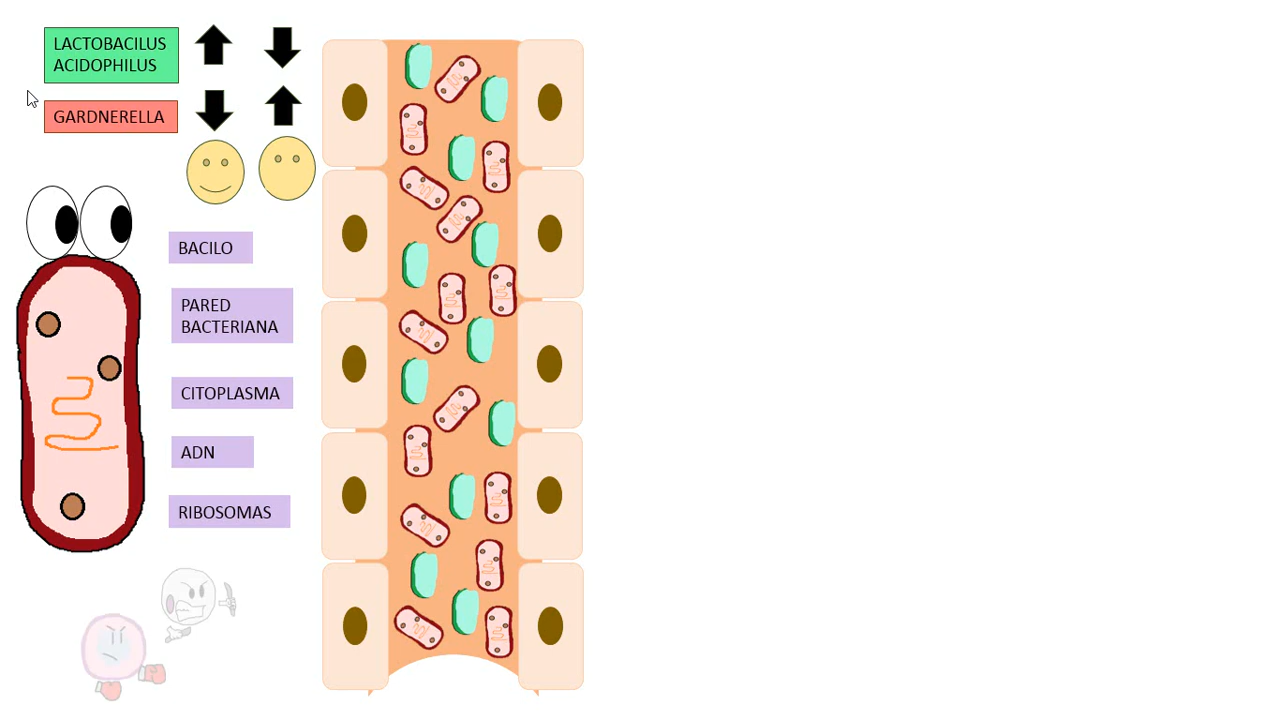 LACTOBACILUS
ACIDOPHILUS
GARDNERELLA
BACILO
PARED
BACTERIANA
CITOPLASMA
ADN
RIBOSOMAS